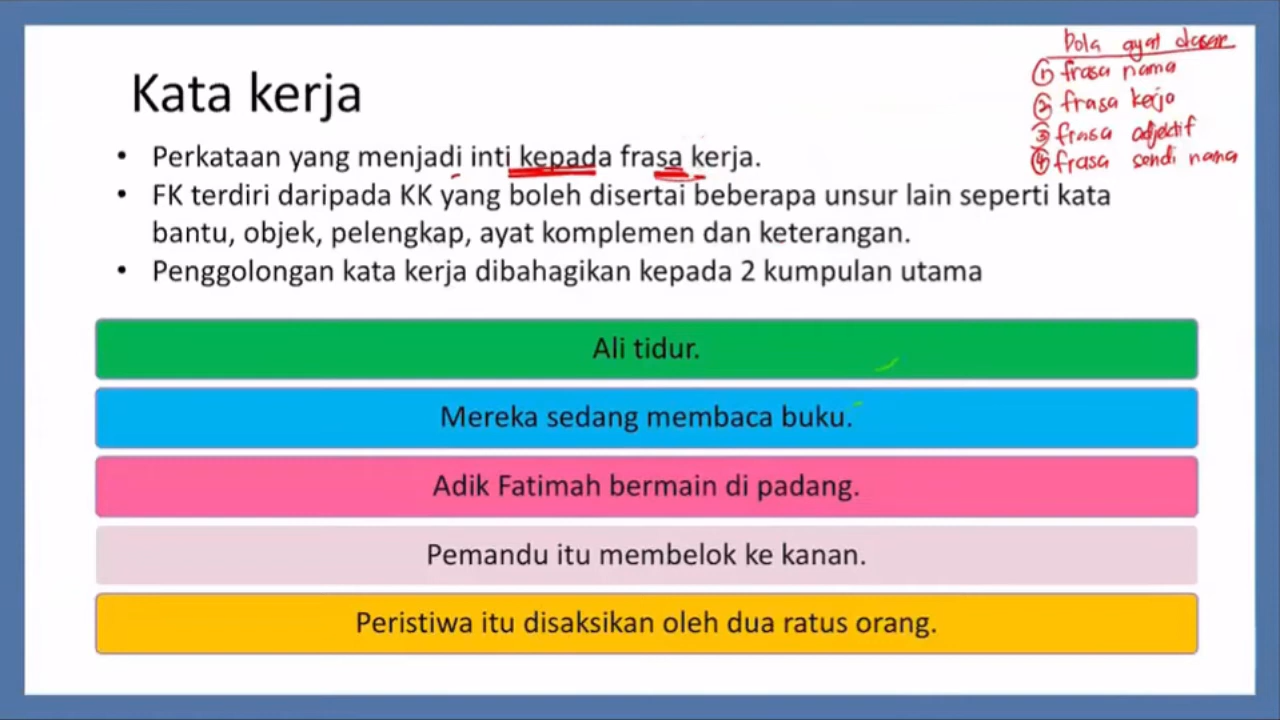 Pola ayat dasar
① frasa nama
② frasa kerja
③ frasa adjektif
④ frasa sendi nama
Kata kerja
• Perkataan yang menjadi inti kepada frasa kerja.
• FK terdiri daripada KK yang boleh disertai beberapa unsur lain seperti kata
bantu, objek, pelengkap, ayat komplemen dan keterangan.
• Penggolongan kata kerja dibahagikan kepada 2 kumpulan utama
Ali tidur.
Mereka sedang membaca buku.
Adik Fatimah bermain di padang.
Pemandu itu membelok ke kanan.
Peristiwa itu disaksikan oleh dua ratus orang.